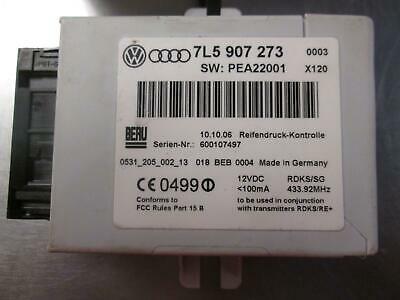 7L5 907 273 0003
SW: PEA22001 X120
BERU
10.10.06 Reifendruck-Kontrolle
Serien-Nr.: 600107497
0531_205_002_13 018 BEB 0004 Made in Germany
CE 0499
12VDC RDKS/SG
<100mA 433.92MHz
Conforms to
FCC Rules Part 15 B
to be used in conjunction
with transmitters RDKS/RE+